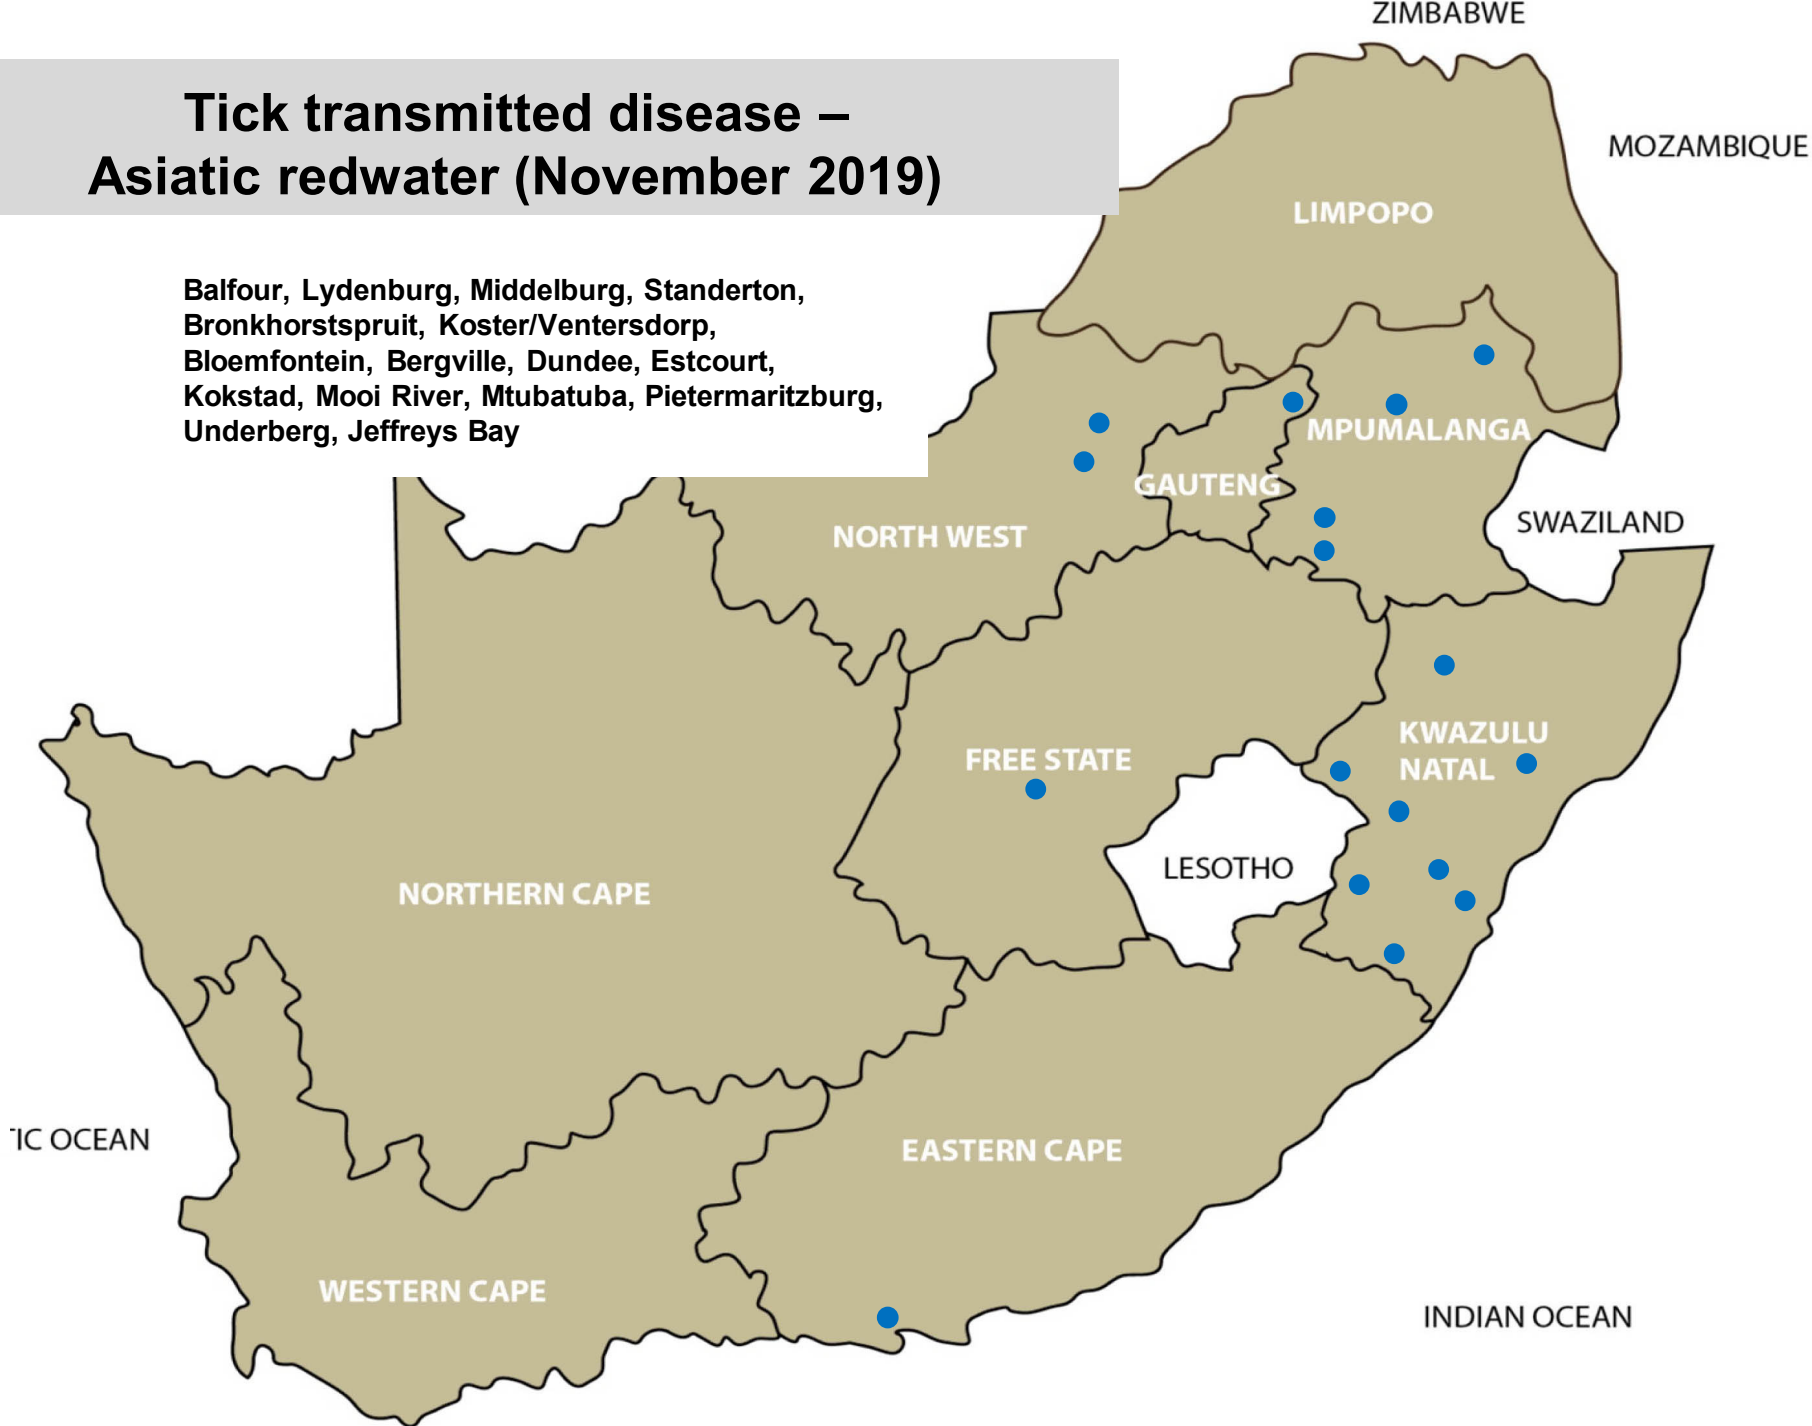 ZIMBABWE
Tick transmitted disease –
Asiatic redwater (November 2019)
MOZAMBIQUE
LIMPOPO
Balfour, Lydenburg, Middelburg, Standerton,
Bronkhorstspruit, Koster/Ventersdorp,
Bloemfontein, Bergville, Dundee, Estcourt,
Kokstad, Mooi River, Mtubatuba, Pietermaritzburg,
Underberg, Jeffreys Bay
MPUMALANGA
GAUTENG
SWAZILAND
NORTH WEST
KWAZULU
NATAL
FREE STATE
LESOTHO
NORTHERN CAPE
TIC OCEAN
EASTERN CAPE
WESTERN CAPE
INDIAN OCEAN